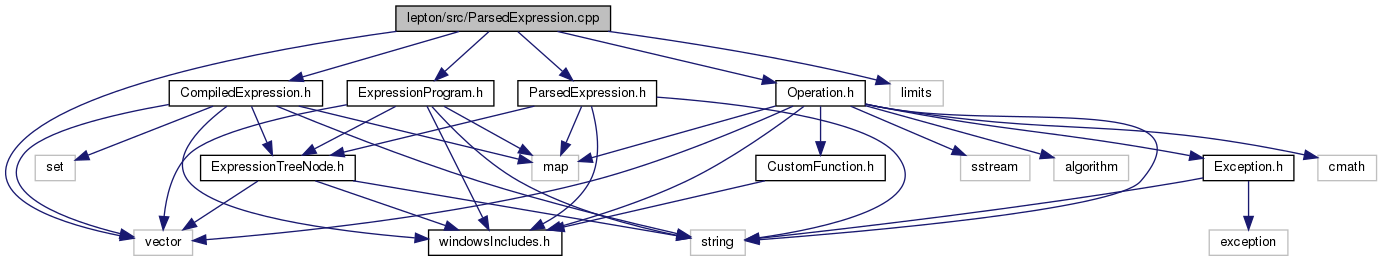 lepton/src/ParsedExpression.cpp
CompiledExpression.h
ExpressionProgram.h
ParsedExpression.h
Operation.h
limits
set
ExpressionTreeNode.h
map
CustomFunction.h
sstream
algorithm
Exception.h
cmath
vector
windowsIncludes.h
string
exception